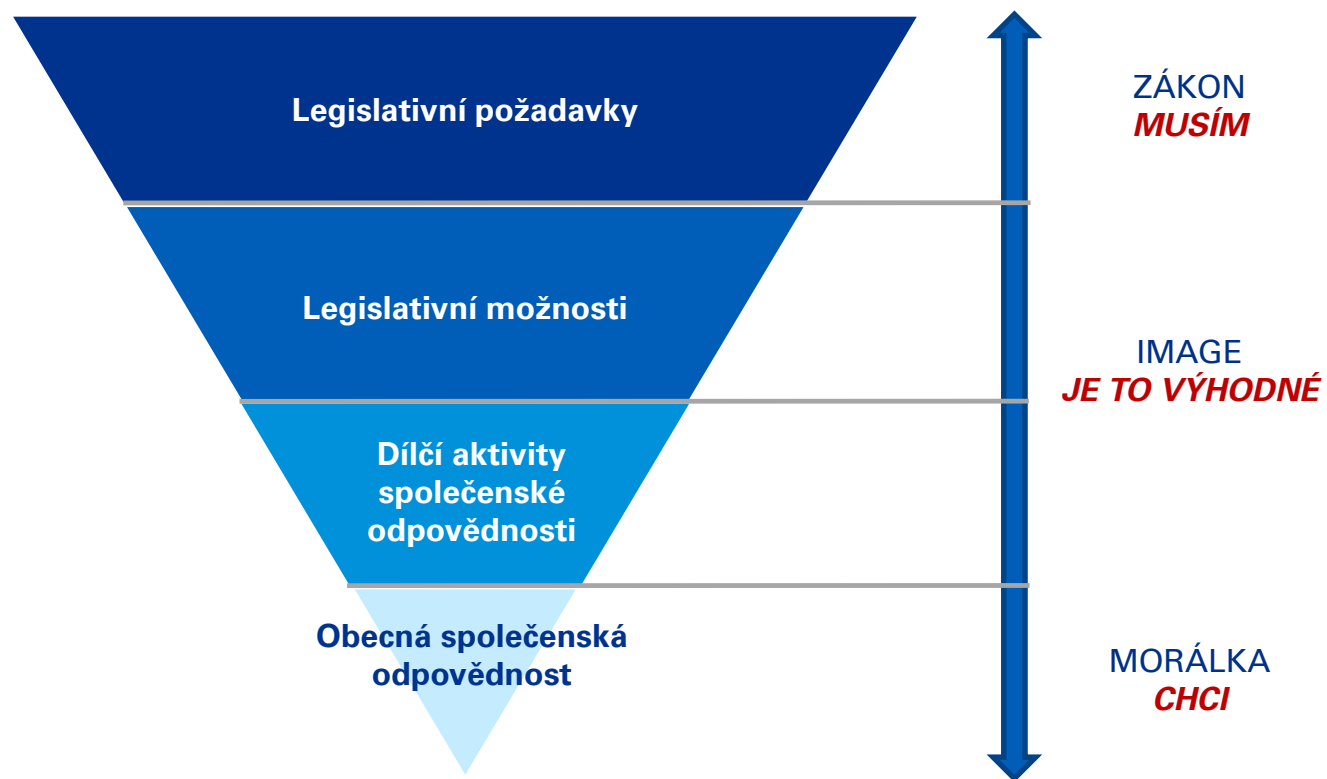 Legislativní požadavky
ZÁKON
MUSÍM
Legislativní možnosti
IMAGE
JE TO VÝHODNÉ
Dílčí aktivity
společenské
odpovědnosti
Obecná společenská
odpovědnost
MORÁLKA
CHCI